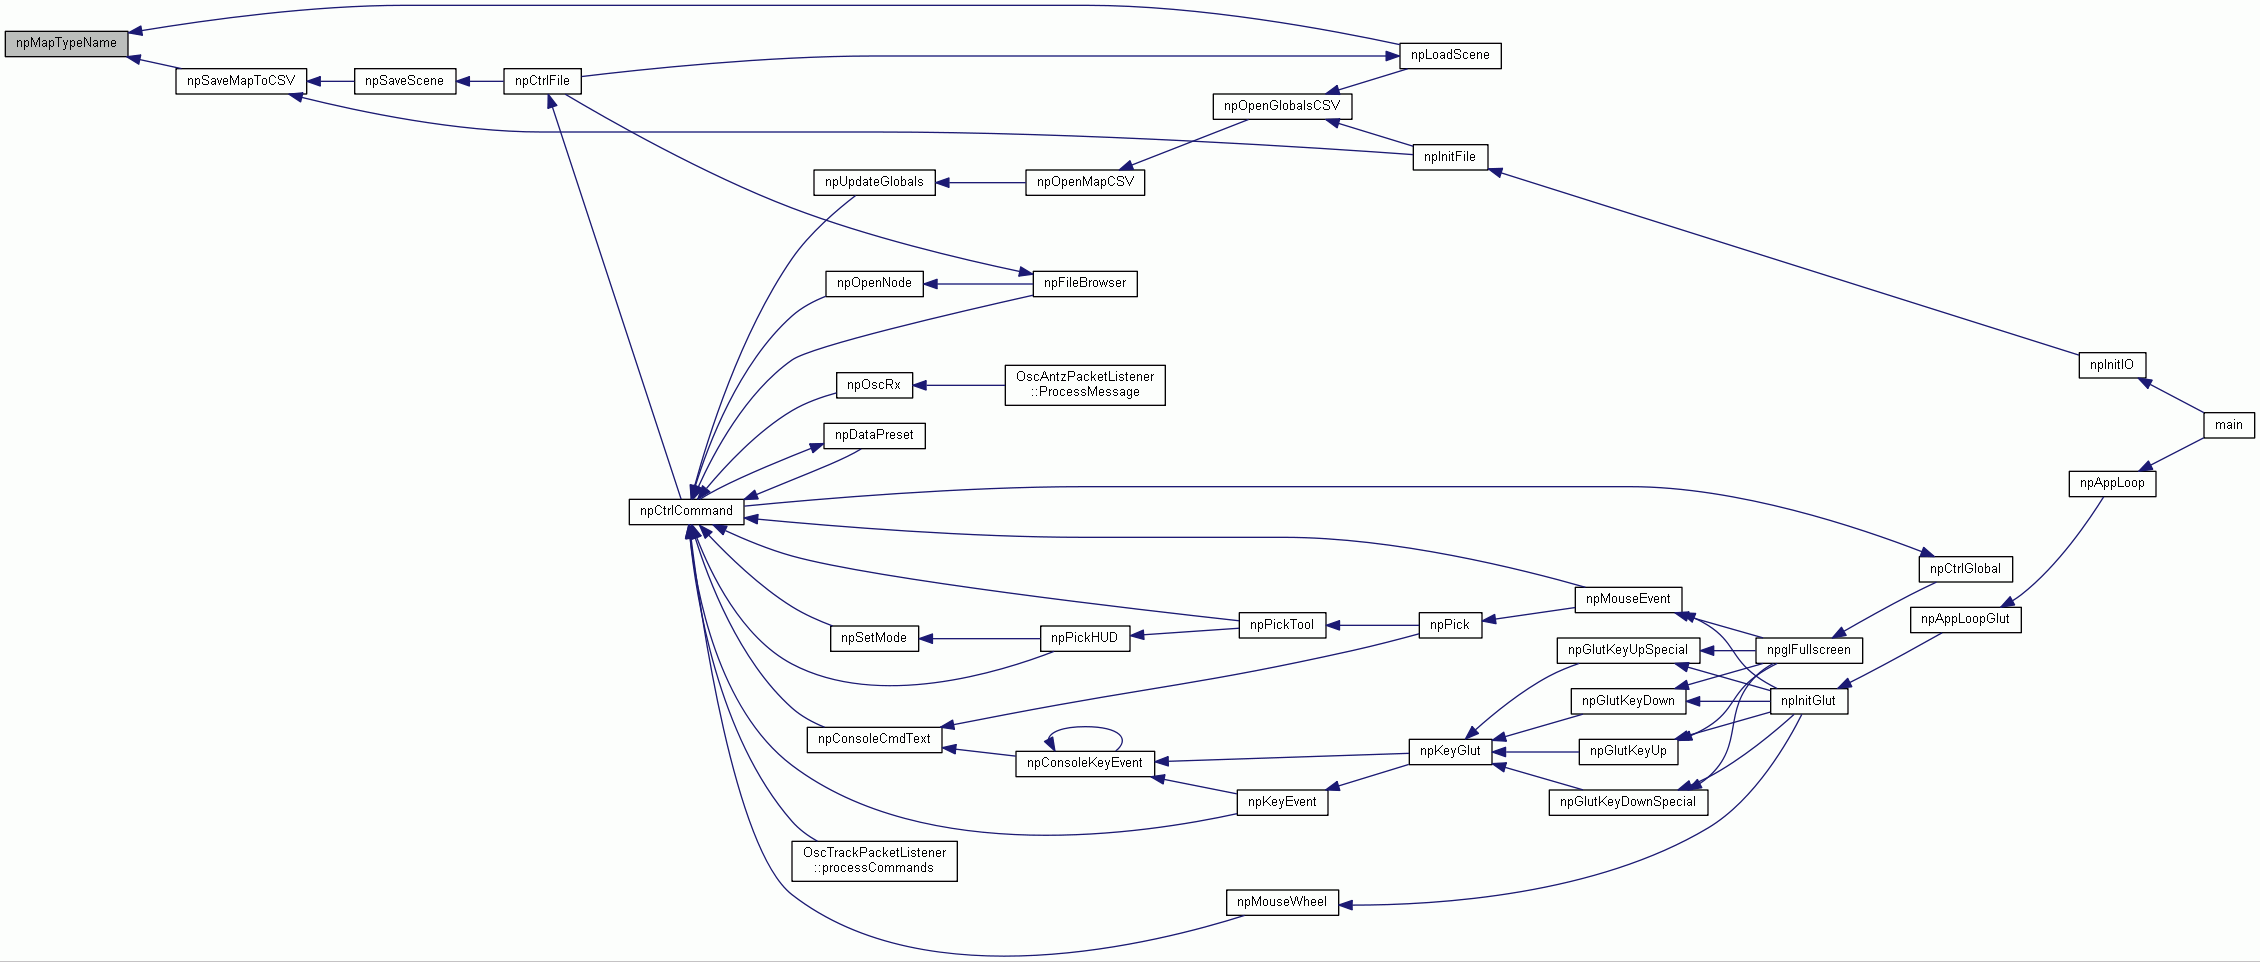 npMapTypeName
npLoadScene
npSaveMapToCSV
npSaveScene
npCtrlFile
npOpenGlobalsCSV
npInitFile
npUpdateGlobals
npOpenMapCSV
npOpenNode
npFileBrowser
npInitIO
npOscRx
OscAntzPacketListener
::ProcessMessage
main
npDataPreset
npAppLoop
npCtrlCommand
npCtrlGlobal
npMouseEvent
npAppLoopGlut
npPickTool
npPick
npSetMode
npPickHUD
npGlutKeyUpSpecial
npglFullscreen
npGlutKeyDown
npInitGlut
npConsoleCmdText
npConsoleKeyEvent
npKeyGlut
npGlutKeyUp
npKeyEvent
npGlutKeyDownSpecial
OscTrackPacketListener
::processCommands
npMouseWheel